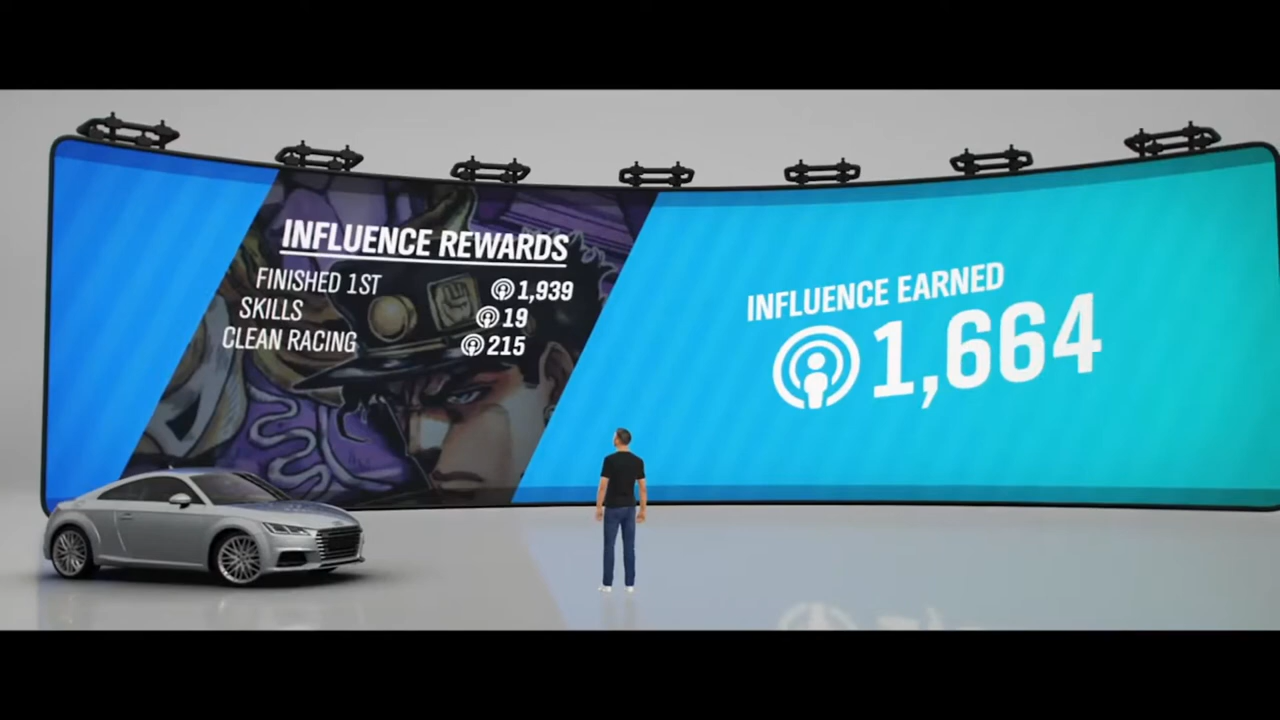 INFLUENCE REWARDS
FINISHED 1ST 1,939
SKILLS 19
CLEAN RACING 215
INFLUENCE EARNED
1,664